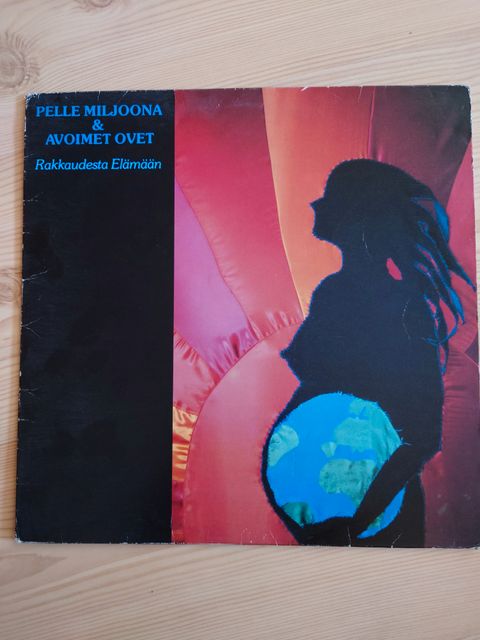 PELLE MILJOONA
&
AVOIMET OVET
Rakkaudesta Elämään